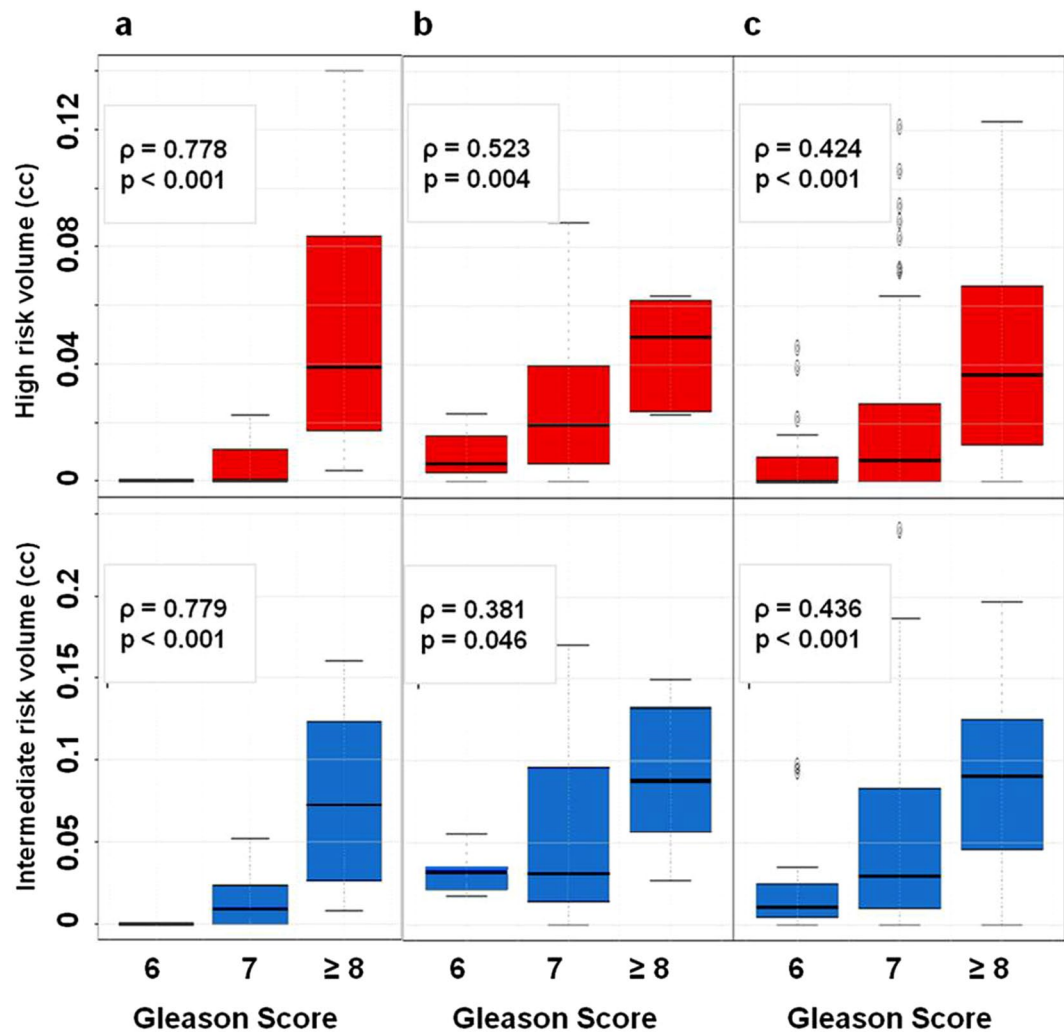 a
b
c
High risk volume (cc)
0.12
0.08
0.04
0
ρ = 0.778
p < 0.001
ρ = 0.523
p = 0.004
ρ = 0.424
p < 0.001
Intermediate risk volume (cc)
0.2
0.15
0.1
0.05
0
ρ = 0.779
p < 0.001
ρ = 0.381
p = 0.046
ρ = 0.436
p < 0.001
6 7 ≥ 8
6 7 ≥ 8
6 7 ≥ 8
Gleason Score
Gleason Score
Gleason Score